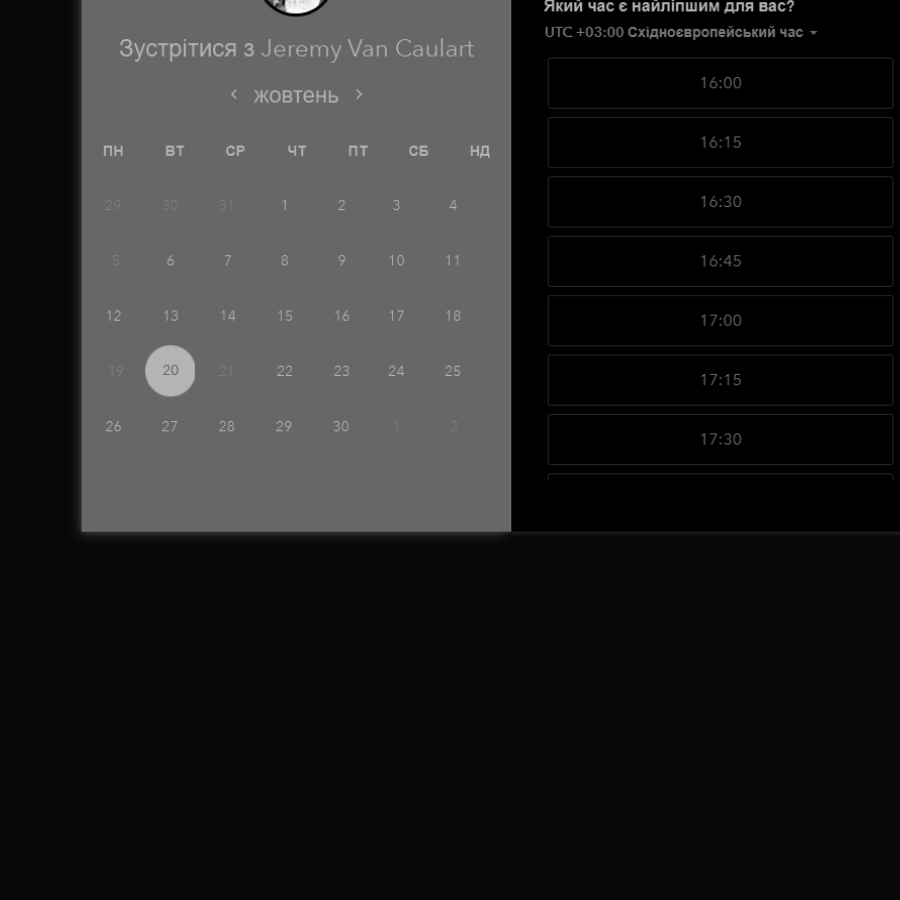 Зустрітися з Jeremy Van Caulart
жовтень
ПН ВТ СР ЧТ ПТ СБ НД
29 30 31 1 2 3 4
5 6 7 8 9 10 11
12 13 14 15 16 17 18
19 20 21 22 23 24 25
26 27 28 29 30 1 2
Який час є найліпшим для вас?
UTC +03:00 Східноєвропейський час
16:00
16:15
16:30
16:45
17:00
17:15
17:30